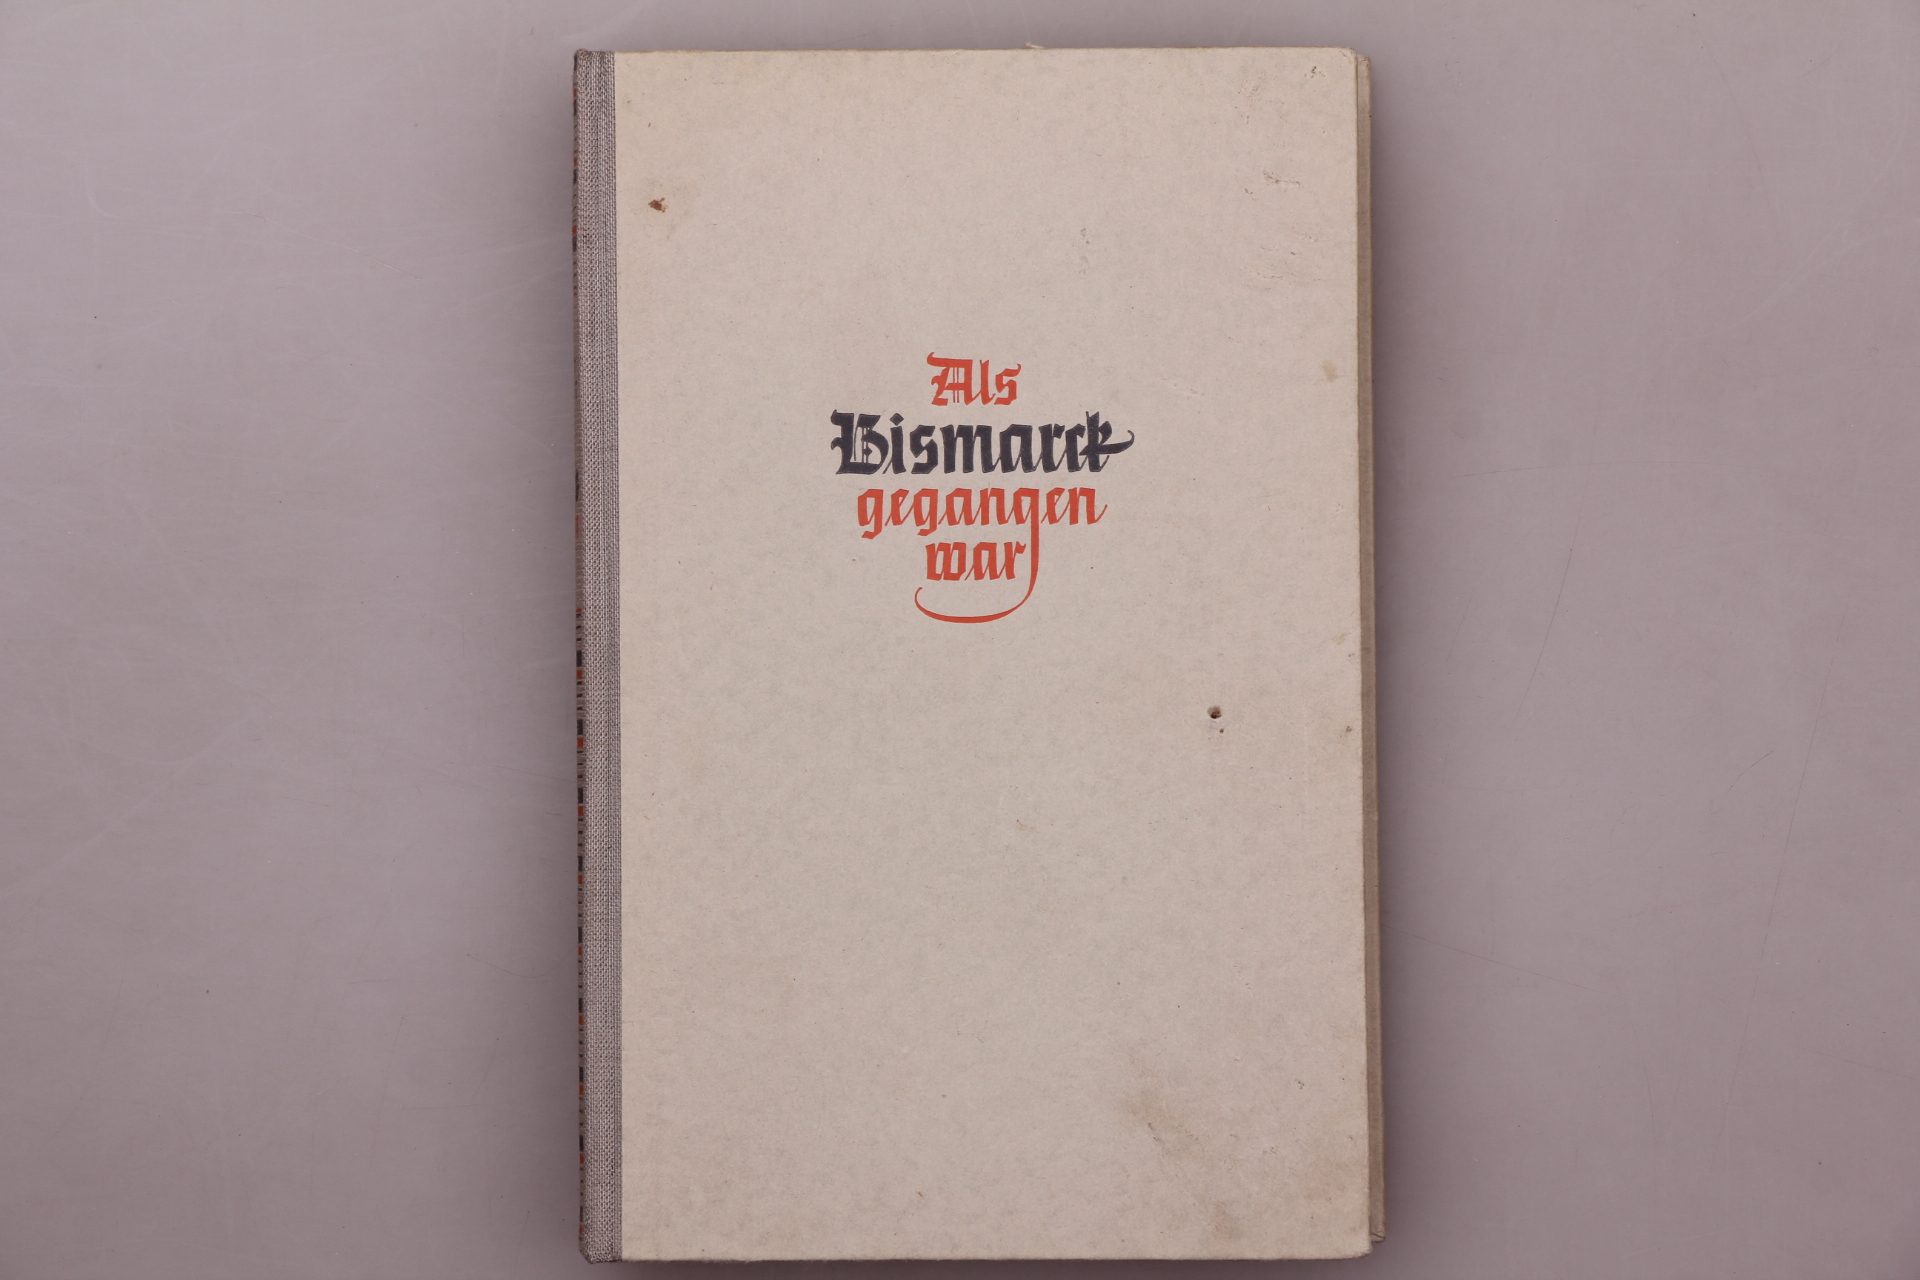 Als
Bismarck
gegangen
war